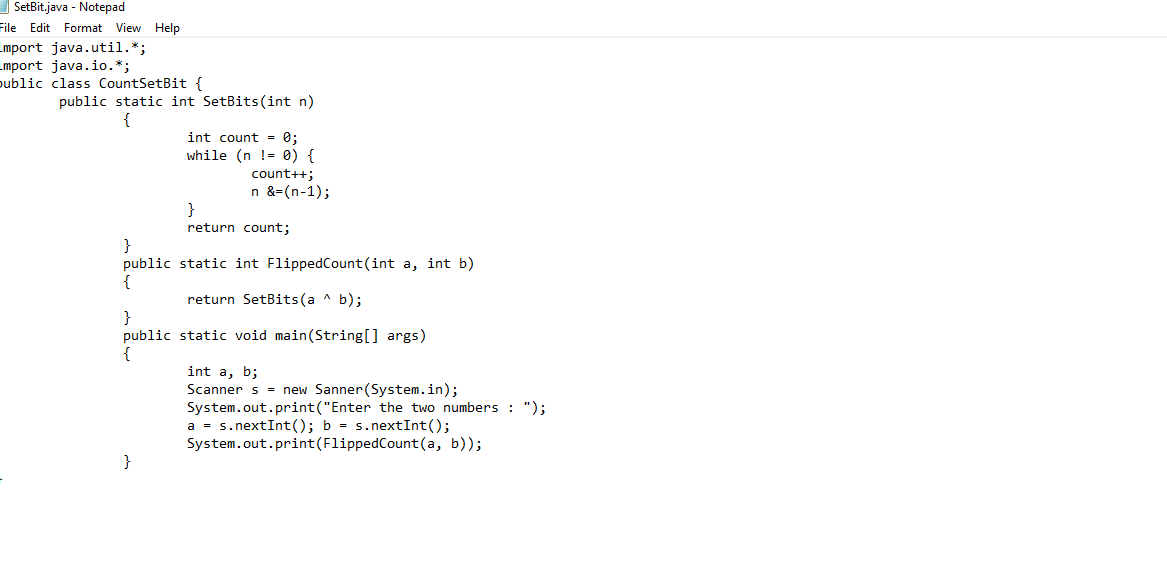 SetBit.java - Notepad
File Edit Format View Help
import java.util.*;
import java.io.*;
public class CountSetBit {
public static int SetBits(int n)
{
int count = 0;
while (n != 0) {
count++;
n &=(n-1);
}
return count;
}
public static int FlippedCount(int a, int b)
{
return SetBits(a ^ b);
}
public static void main(String[] args)
{
int a, b;
Scanner s = new Sanner(System.in);
System.out.print("Enter the two numbers : ");
a = s.nextInt(); b = s.nextInt();
System.out.print(FlippedCount(a, b));
}